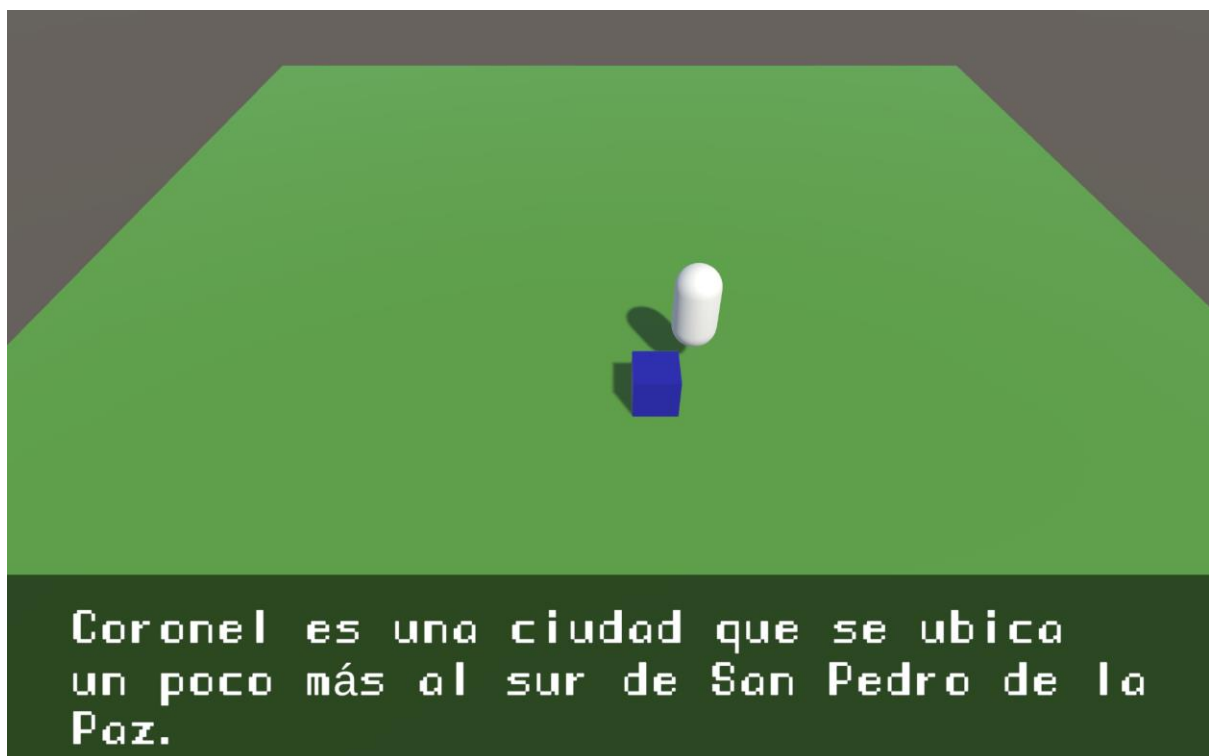 Coronel es una ciudad que se ubica
un poco más al sur de San Pedro de la
Paz.